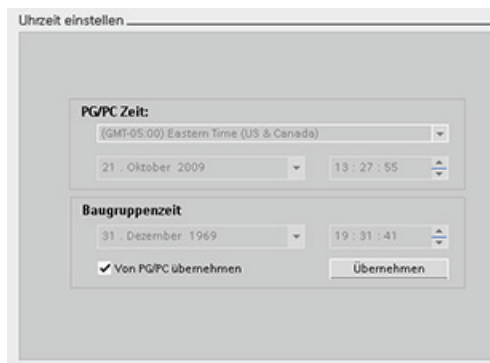 Uhrzeit einstellen
PG/PC Zeit:
(GMT-05:00) Eastern Time (US & Canada)
21 . Oktober 2009
13 : 27 : 55
Baugruppenzeit
31 . Dezember 1969
19 : 31 : 41
Von PG/PC übernehmen
Übernehmen